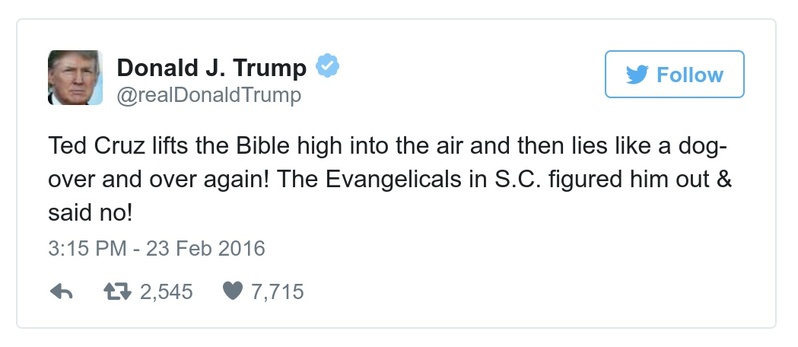 Donald J. Trump
@realDonaldTrump
Follow
Ted Cruz lifts the Bible high into the air and then lies like a dog-
over and over again! The Evangelicals in S.C. figured him out &
said no!
3:15 PM - 23 Feb 2016
2,545 7,715